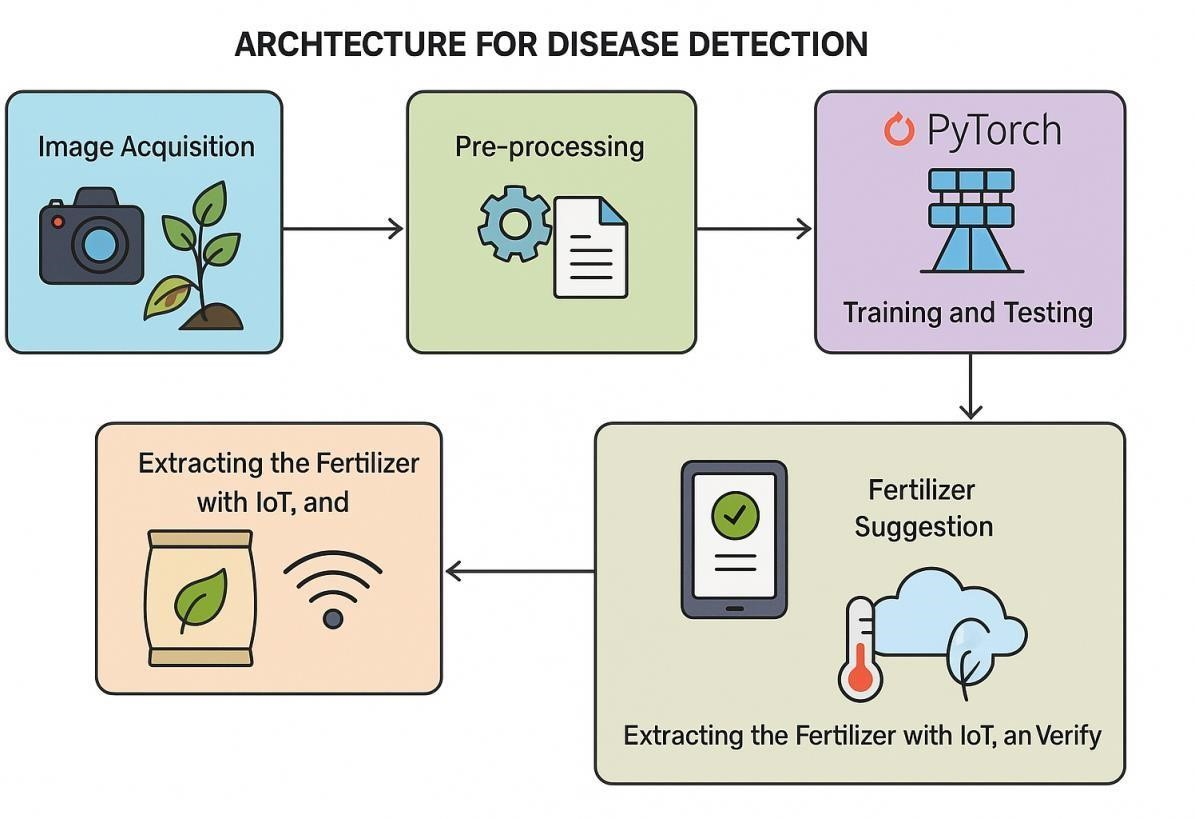 ARCHTECTURE FOR DISEASE DETECTION
Image Acquisition
Pre-processing
PyTorch
Training and Testing
Fertilizer
Suggestion
Extracting the Fertilizer with IoT, an Verify
Extracting the Fertilizer
with IoT, and